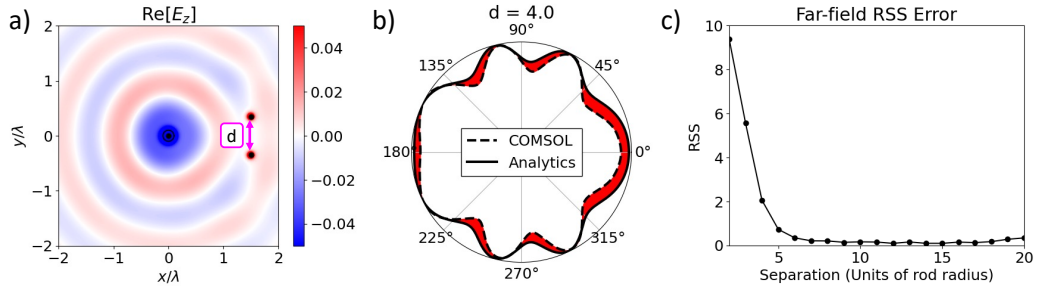 a)
Re[E_z]
2
1
0
−1
−2
y/λ
−2
−1
0
1
2
x/λ
d
0.04
0.02
0.00
−0.02
−0.04
b)
d = 4.0
90°
135°
45°
180°
0°
225°
315°
270°
COMSOL
Analytics
c)
Far-field RSS Error
10
8
6
4
2
0
RSS
5
10
15
20
Separation (Units of rod radius)